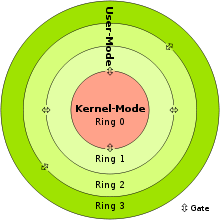 User-Mode
Kernel-Mode
Ring 0
Ring 1
Ring 2
Ring 3
Gate